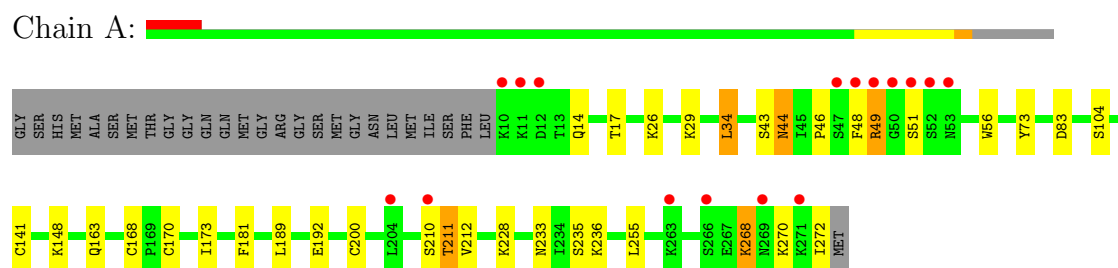 Chain A:
GLY SER HIS MET ALA SER MET THR GLY GLY GLN GLN MET GLY ARG GLY SER MET GLY ASN LEU MET ILE SER PHE LEU K10 K11 D12 T13 Q14 T17 K26 K29 L34 S43 N44 I45 P46 S47 F48 R49 G50 S51 S52 N53 W56 Y73 D83 S104
C141 K148 Q163 C168 P169 C170 I173 F181 L189 E192 C200 L204 S210 T211 V212 K228 N233 I234 S235 K236 L255 K263 S266 E267 K268 N269 K270 K271 I272 MET